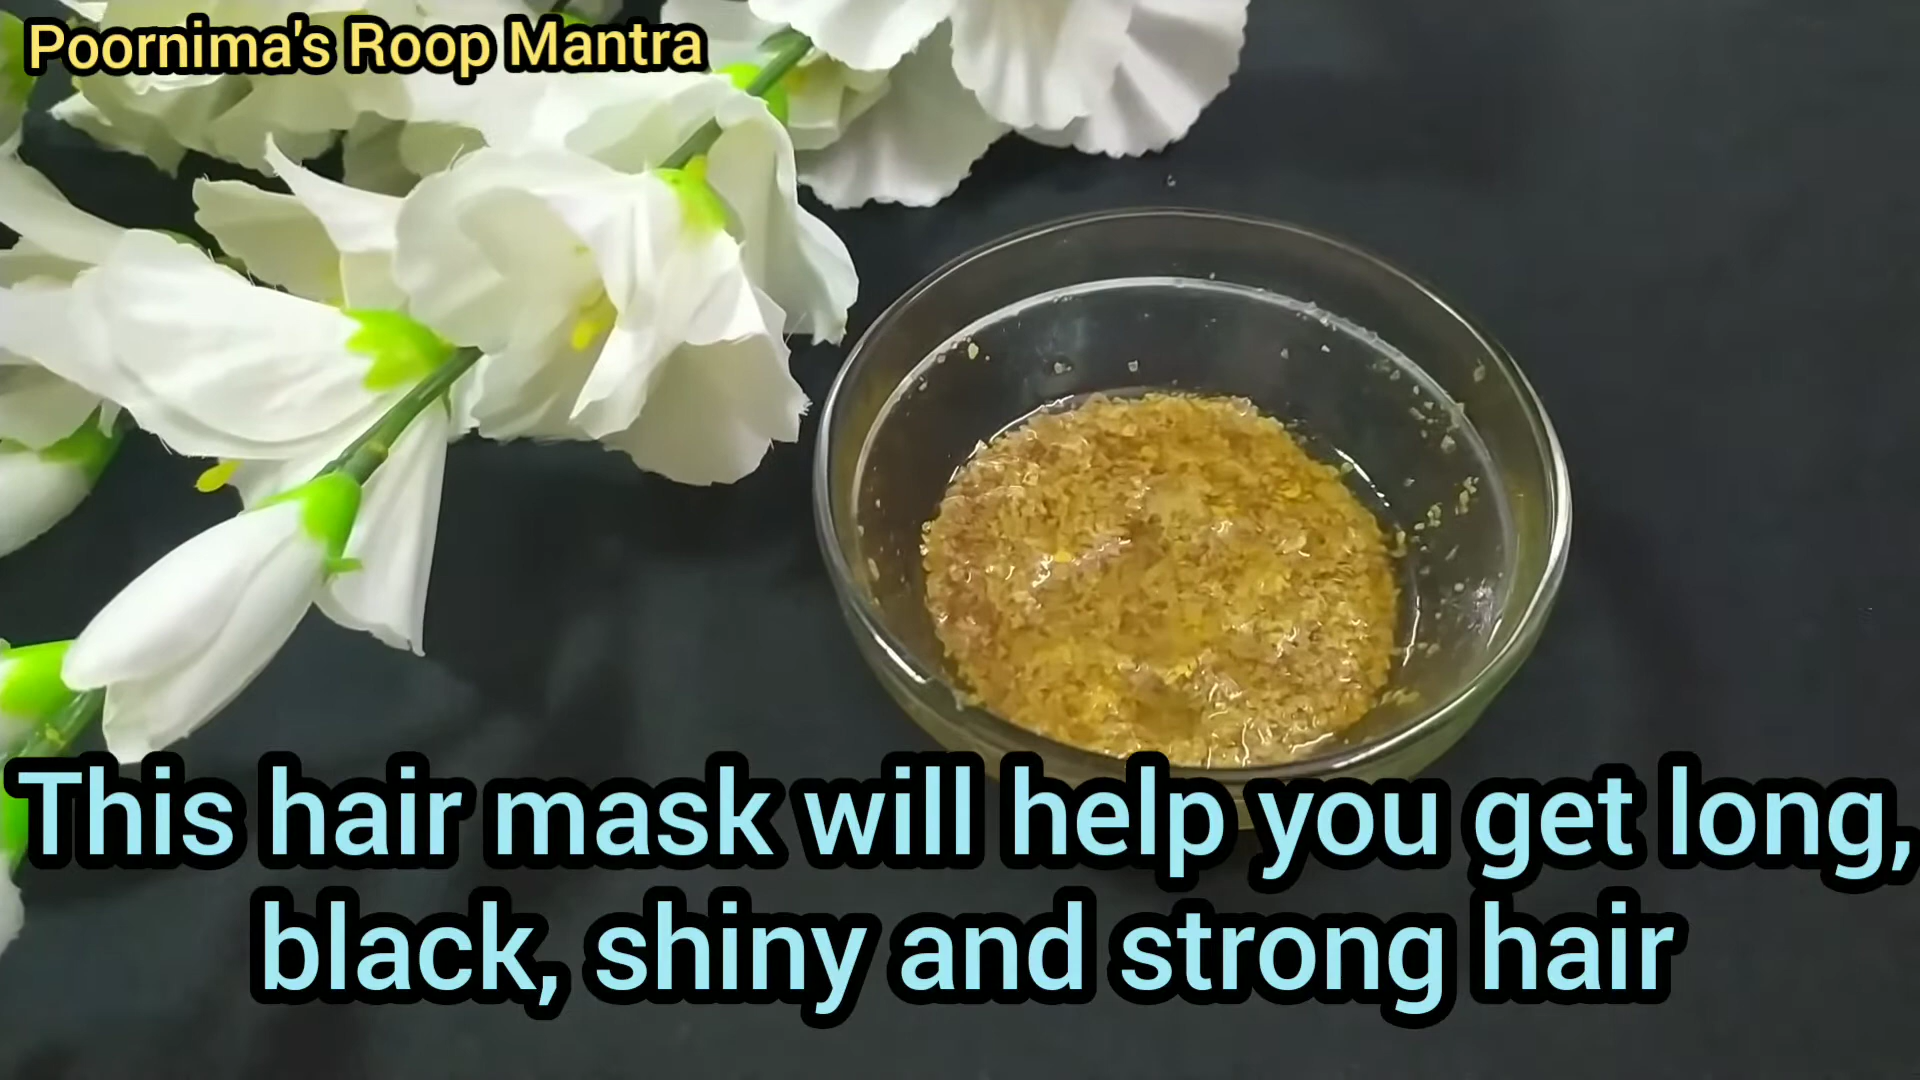 Poornima's Roop Mantra
This hair mask will help you get long,
black, shiny and strong hair